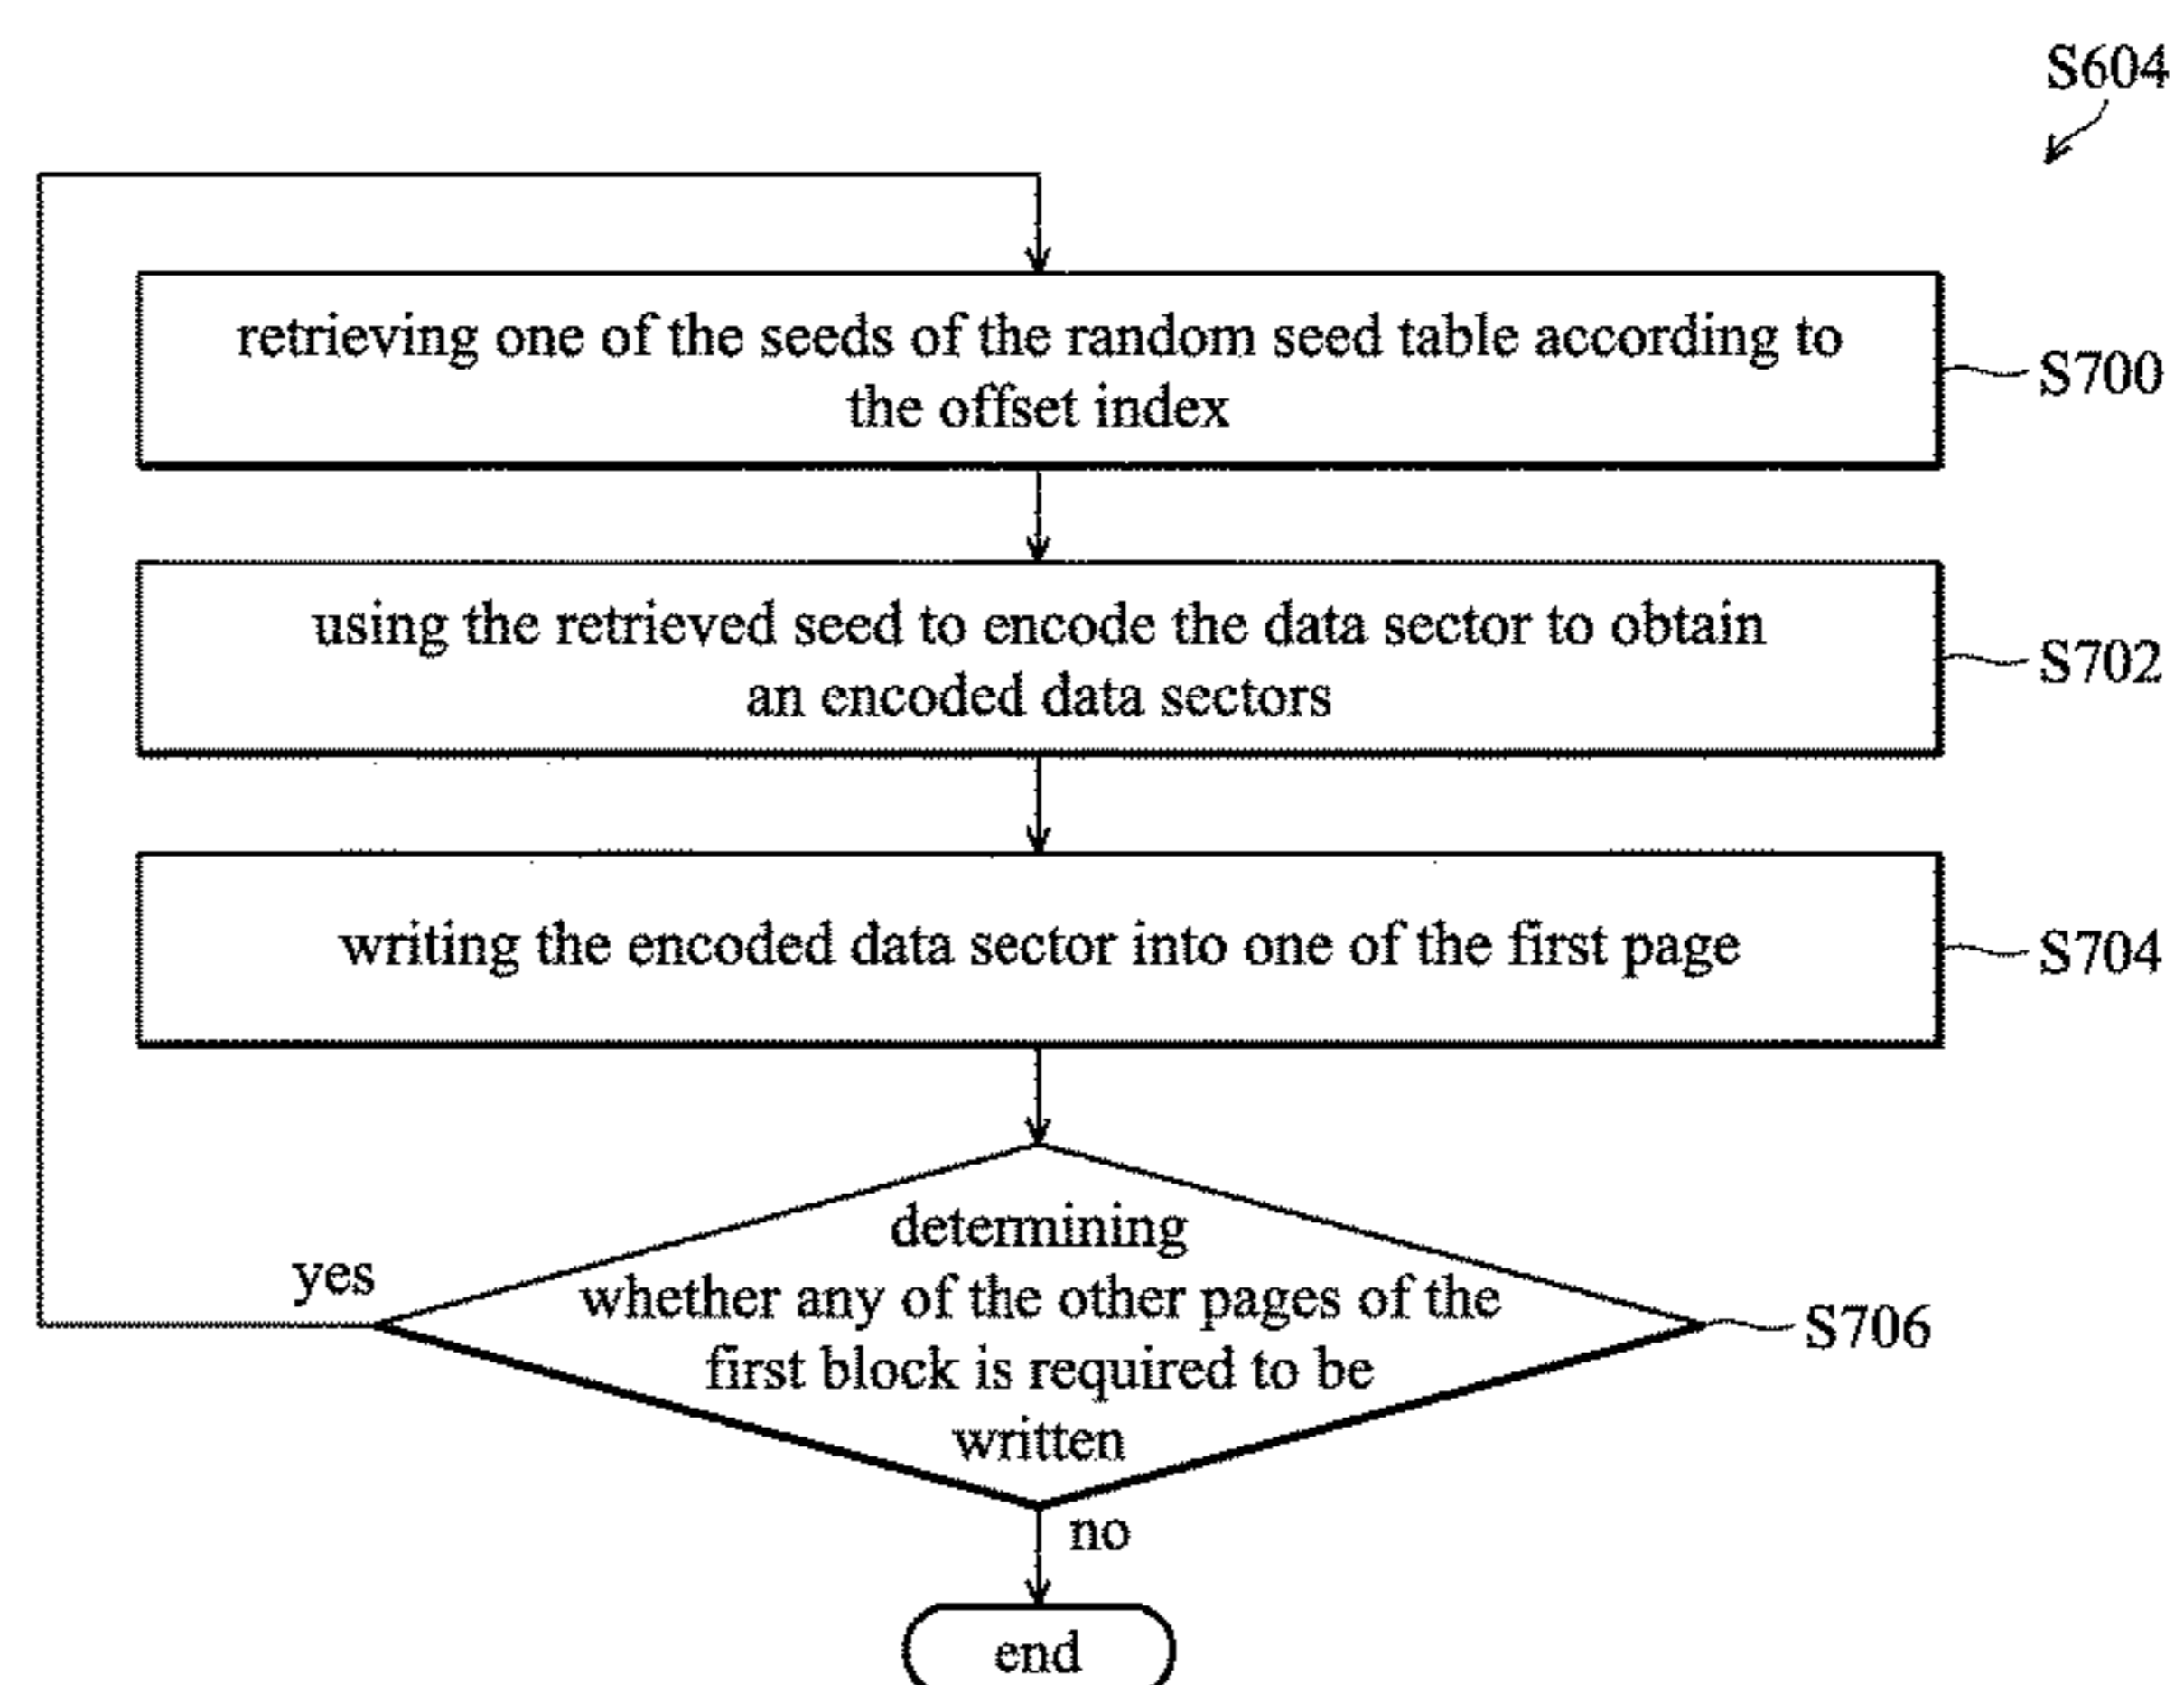 S604
retrieving one of the seeds of the random seed table according to
the offset index
S700
using the retrieved seed to encode the data sector to obtain
an encoded data sectors
S702
writing the encoded data sector into one of the first page
S704
determining
whether any of the other pages of the
first block is required to be
written
yes
S706
no
end